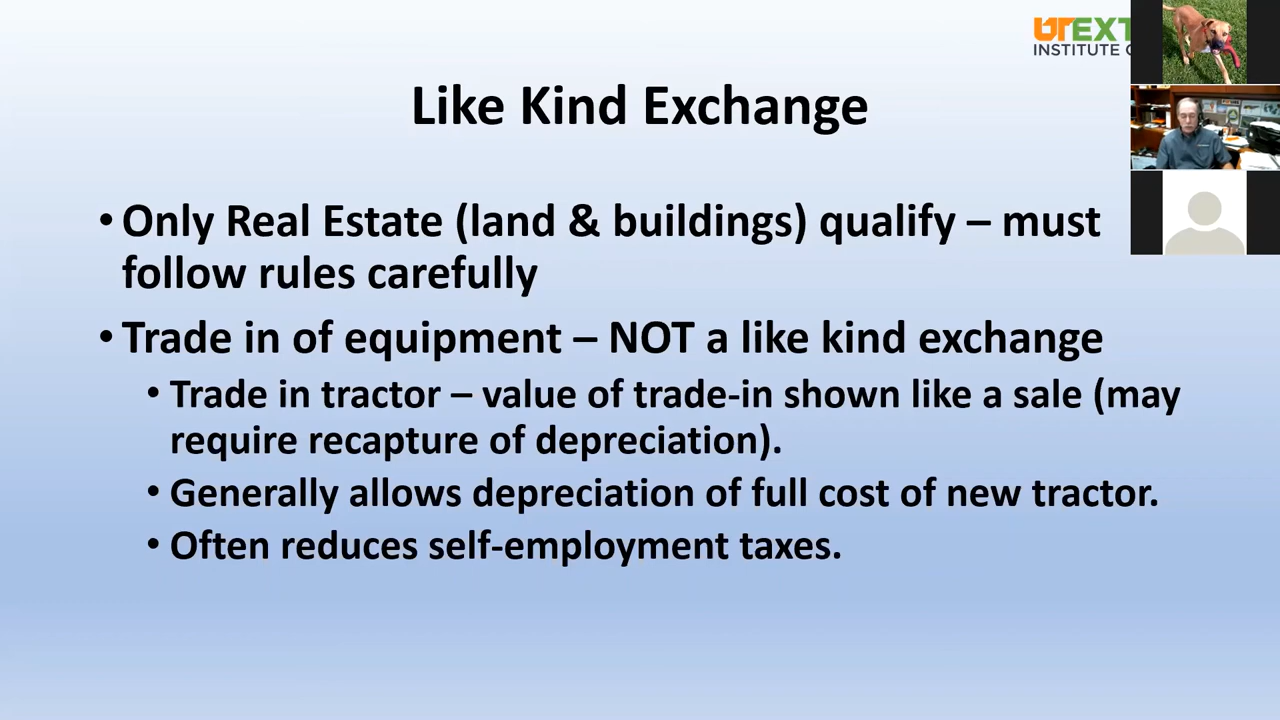 UTEXT
INSTITUTE
Like Kind Exchange
• Only Real Estate (land & buildings) qualify – must
follow rules carefully
• Trade in of equipment – NOT a like kind exchange
• Trade in tractor – value of trade-in shown like a sale (may
require recapture of depreciation).
• Generally allows depreciation of full cost of new tractor.
• Often reduces self-employment taxes.